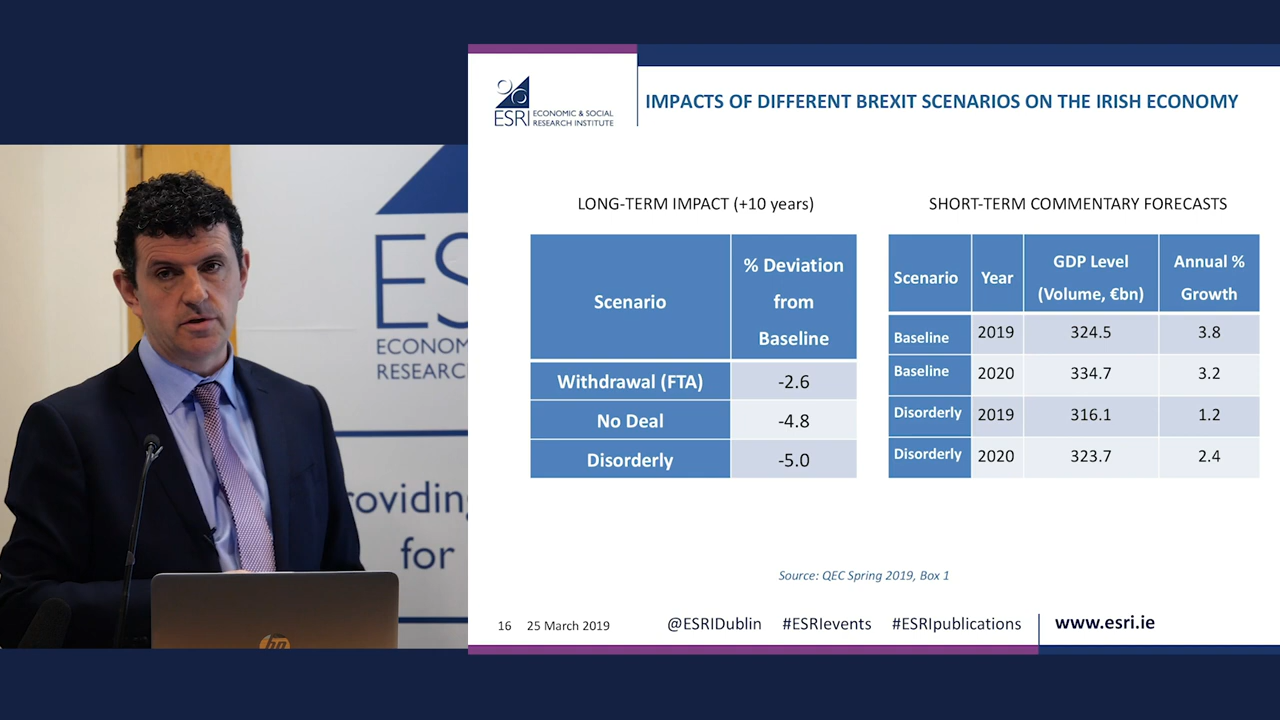 ESRI
ECONOMIC & SOCIAL
RESEARCH INSTITUTE
IMPACTS OF DIFFERENT BREXIT SCENARIOS ON THE IRISH ECONOMY
LONG-TERM IMPACT (+10 years)
Scenario
% Deviation
from
Baseline
Withdrawal (FTA) -2.6
No Deal -4.8
Disorderly -5.0
SHORT-TERM COMMENTARY FORECASTS
Scenario Year
GDP Level
(Volume, €bn)
Annual %
Growth
Baseline 2019 324.5 3.8
Baseline 2020 334.7 3.2
Disorderly 2019 316.1 1.2
Disorderly 2020 323.7 2.4
Source: QEC Spring 2019, Box 1
16 25 March 2019 @ESRIDublin #ESRIevents #ESRIpublications www.esri.ie
ES
ECONOM
RESEARC
roviding
for
hp